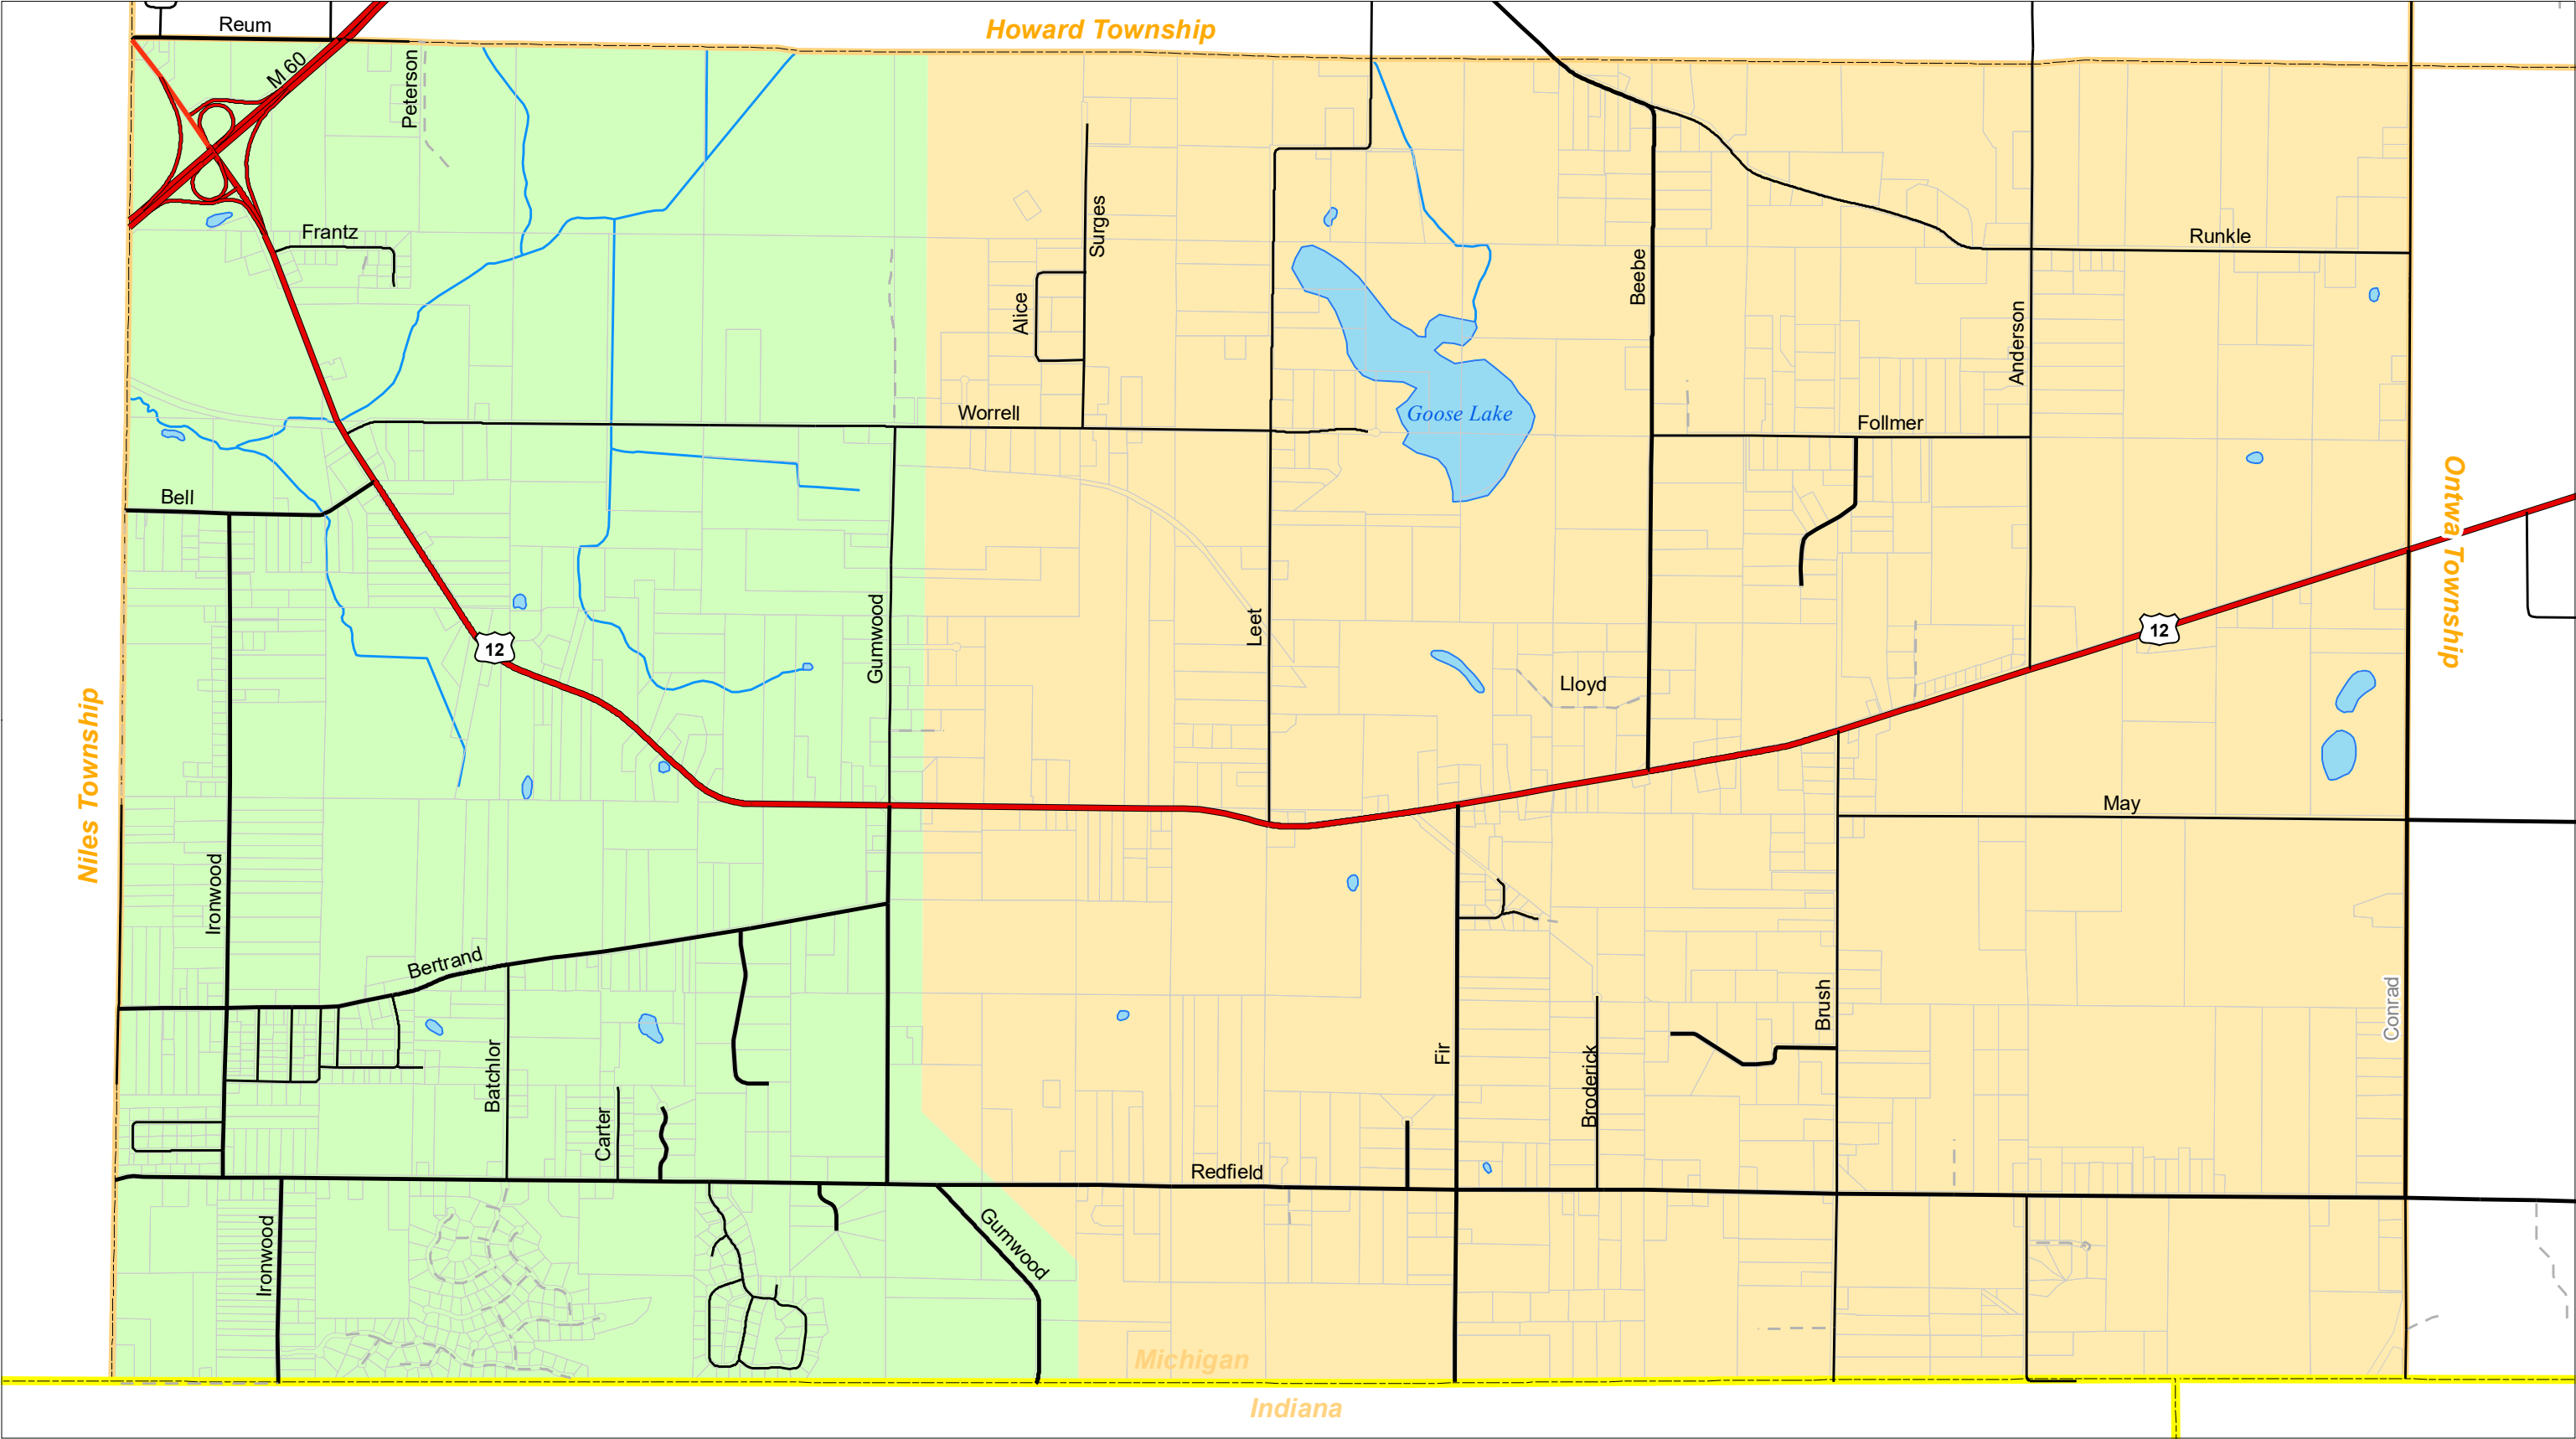 Reum
Howard Township
M 60
Peterson
Frantz
Surges
Runkle
Beebe
Alice
Anderson
Worrell
Goose Lake
Follmer
Bell
Ontwa Township
12
12
Gumwood
Leet
Lloyd
Niles Township
May
Ironwood
Bertrand
Brush
Conrad
Batchlor
Fir
Broderick
Carter
Redfield
Ironwood
Gumwood
Michigan
Indiana